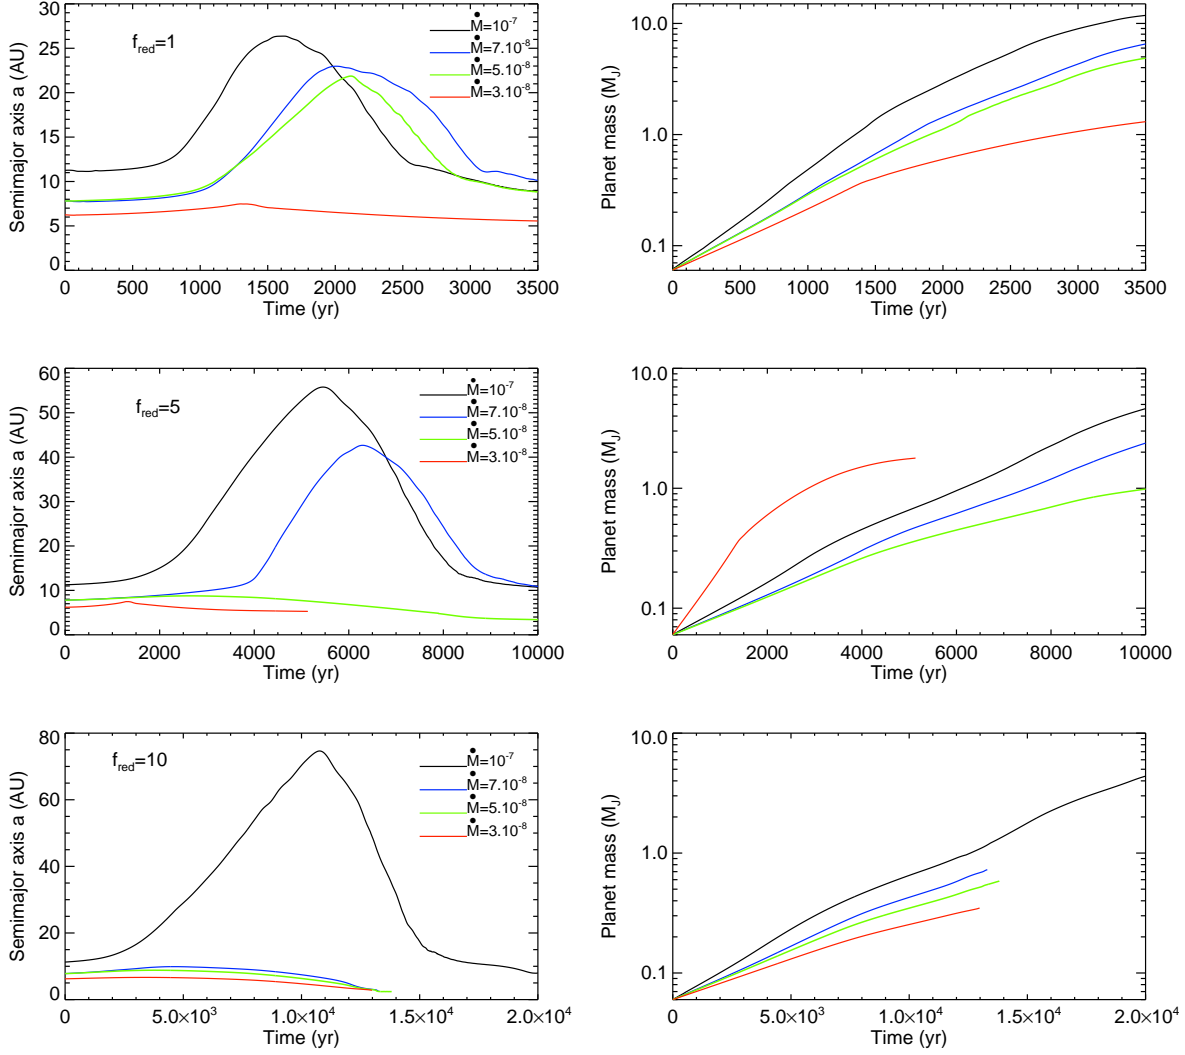 f_red=1
Ṁ=10^-7
Ṁ=7.10^-8
Ṁ=5.10^-8
Ṁ=3.10^-8
Semimajor axis a (AU)
30
25
20
15
10
5
0
0 500 1000 1500 2000 2500 3000 3500
Time (yr)
Planet mass (M_J)
10.0
1.0
0.1
0 500 1000 1500 2000 2500 3000 3500
Time (yr)
f_red=5
Ṁ=10^-7
Ṁ=7.10^-8
Ṁ=5.10^-8
Ṁ=3.10^-8
Semimajor axis a (AU)
60
50
40
30
20
10
0
0 2000 4000 6000 8000 10000
Time (yr)
Planet mass (M_J)
10.0
1.0
0.1
0 2000 4000 6000 8000 10000
Time (yr)
f_red=10
Ṁ=10^-7
Ṁ=7.10^-8
Ṁ=5.10^-8
Ṁ=3.10^-8
Semimajor axis a (AU)
80
60
40
20
0
0 5.0×10^3 1.0×10^4 1.5×10^4 2.0×10^4
Time (yr)
Planet mass (M_J)
10.0
1.0
0.1
0 5.0×10^3 1.0×10^4 1.5×10^4 2.0×10^4
Time (yr)